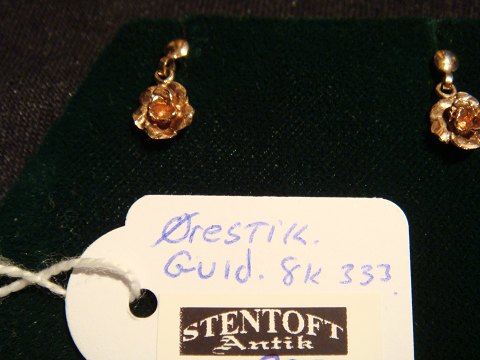 Ørestik.
Guld. 8k 333.
STENTOFT
Antik